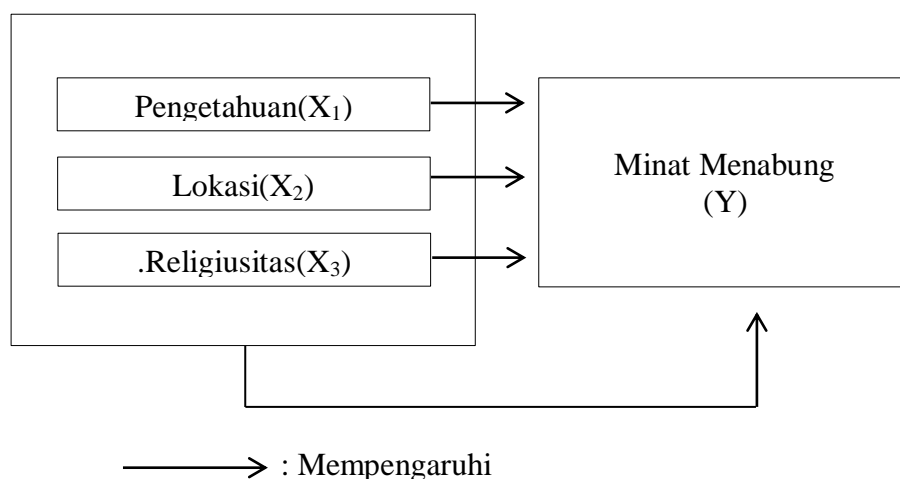 Pengetahuan(X₁)
Lokasi(X₂)
.Religiusitas(X₃)
Minat Menabung
(Y)
: Mempengaruhi